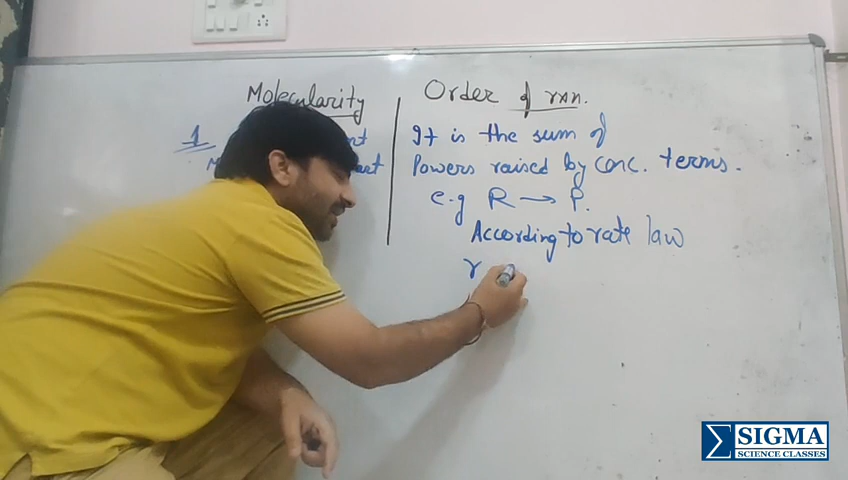 Molecularity
Order of rxn.
1
It is the sum of
Powers raised by conc. terms.
e.g R → P.
According to rate law
r
SIGMA
SCIENCE CLASSES